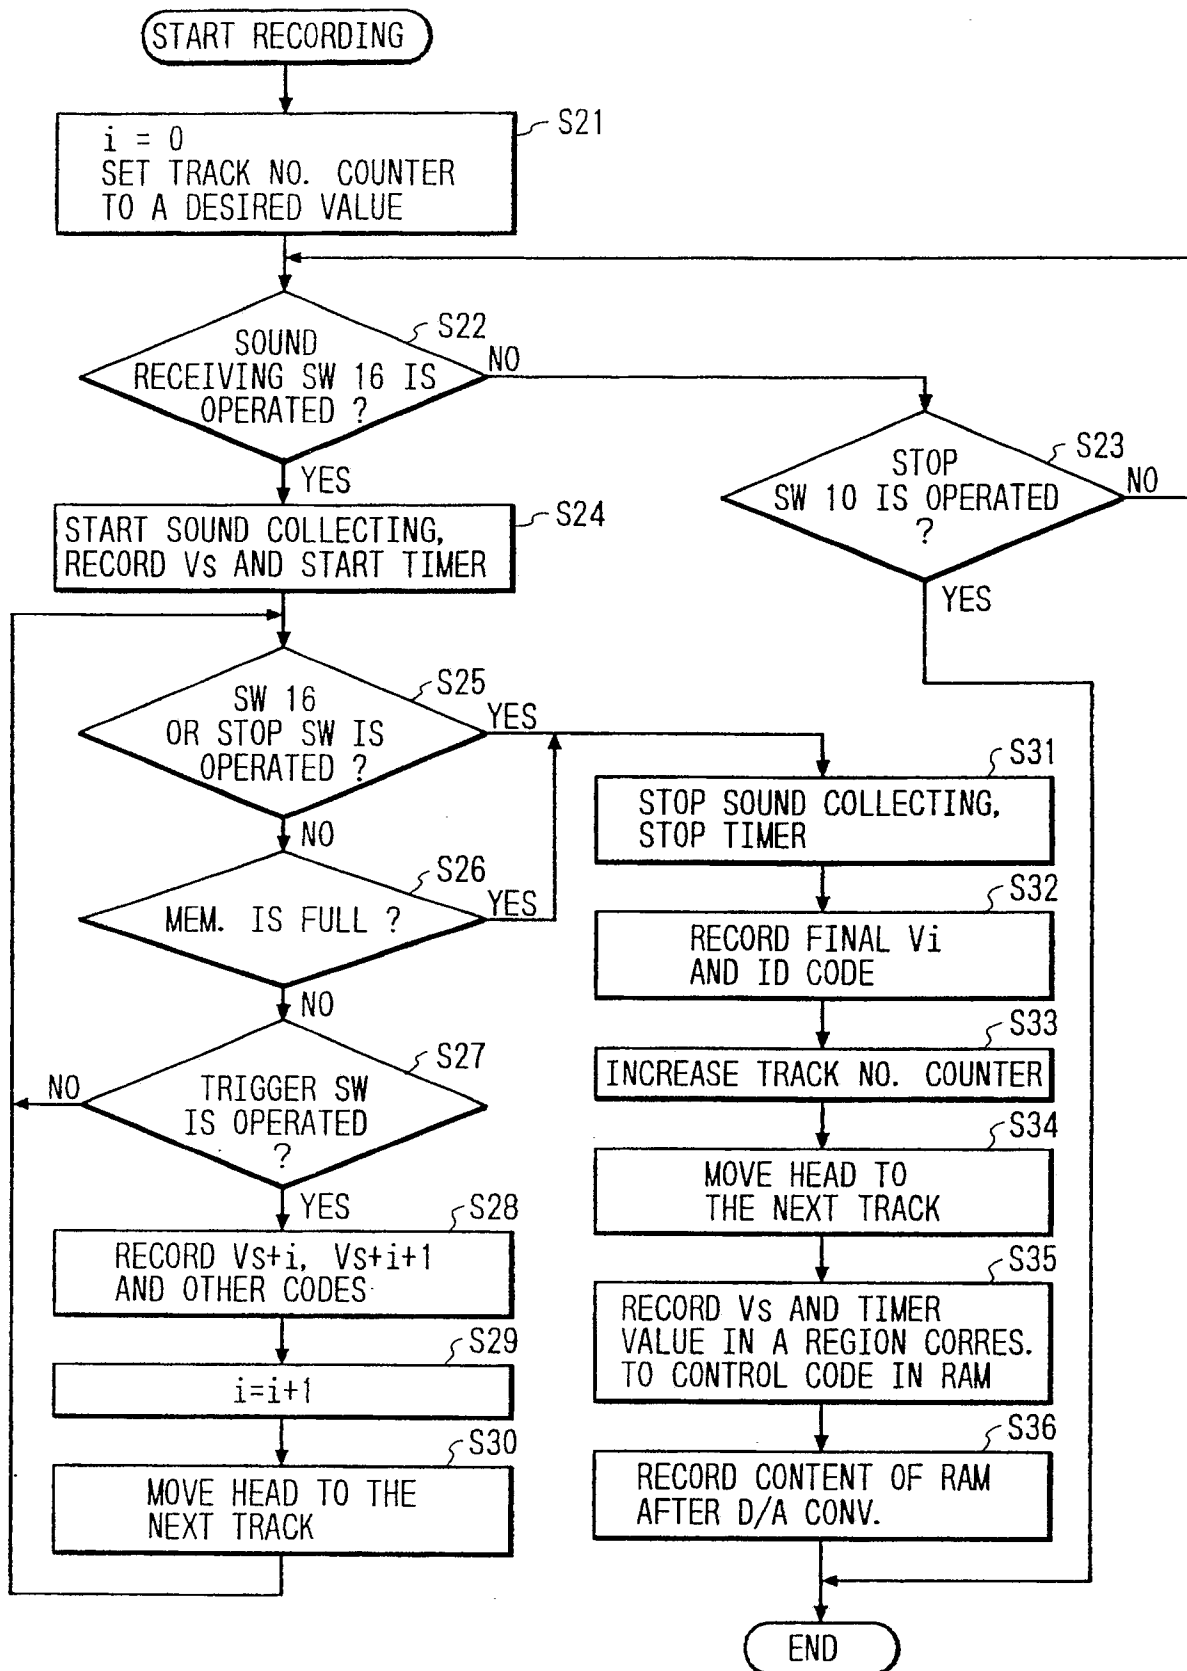 START RECORDING
S21
i = 0
SET TRACK NO. COUNTER
TO A DESIRED VALUE
S22
SOUND
RECEIVING SW 16 IS
OPERATED ?
NO
YES
S23
STOP
SW 10 IS OPERATED
?
NO
YES
S24
START SOUND COLLECTING,
RECORD Vs AND START TIMER
S25
SW 16
OR STOP SW IS
OPERATED ?
YES
NO
S26
MEM. IS FULL ?
YES
NO
S27
TRIGGER SW
IS OPERATED
?
NO
YES
S28
RECORD Vs+i, Vs+i+1
AND OTHER CODES
S29
i=i+1
S30
MOVE HEAD TO THE
NEXT TRACK
S31
STOP SOUND COLLECTING,
STOP TIMER
S32
RECORD FINAL Vi
AND ID CODE
S33
INCREASE TRACK NO. COUNTER
S34
MOVE HEAD TO
THE NEXT TRACK
S35
RECORD Vs AND TIMER
VALUE IN A REGION CORRES.
TO CONTROL CODE IN RAM
S36
RECORD CONTENT OF RAM
AFTER D/A CONV.
END